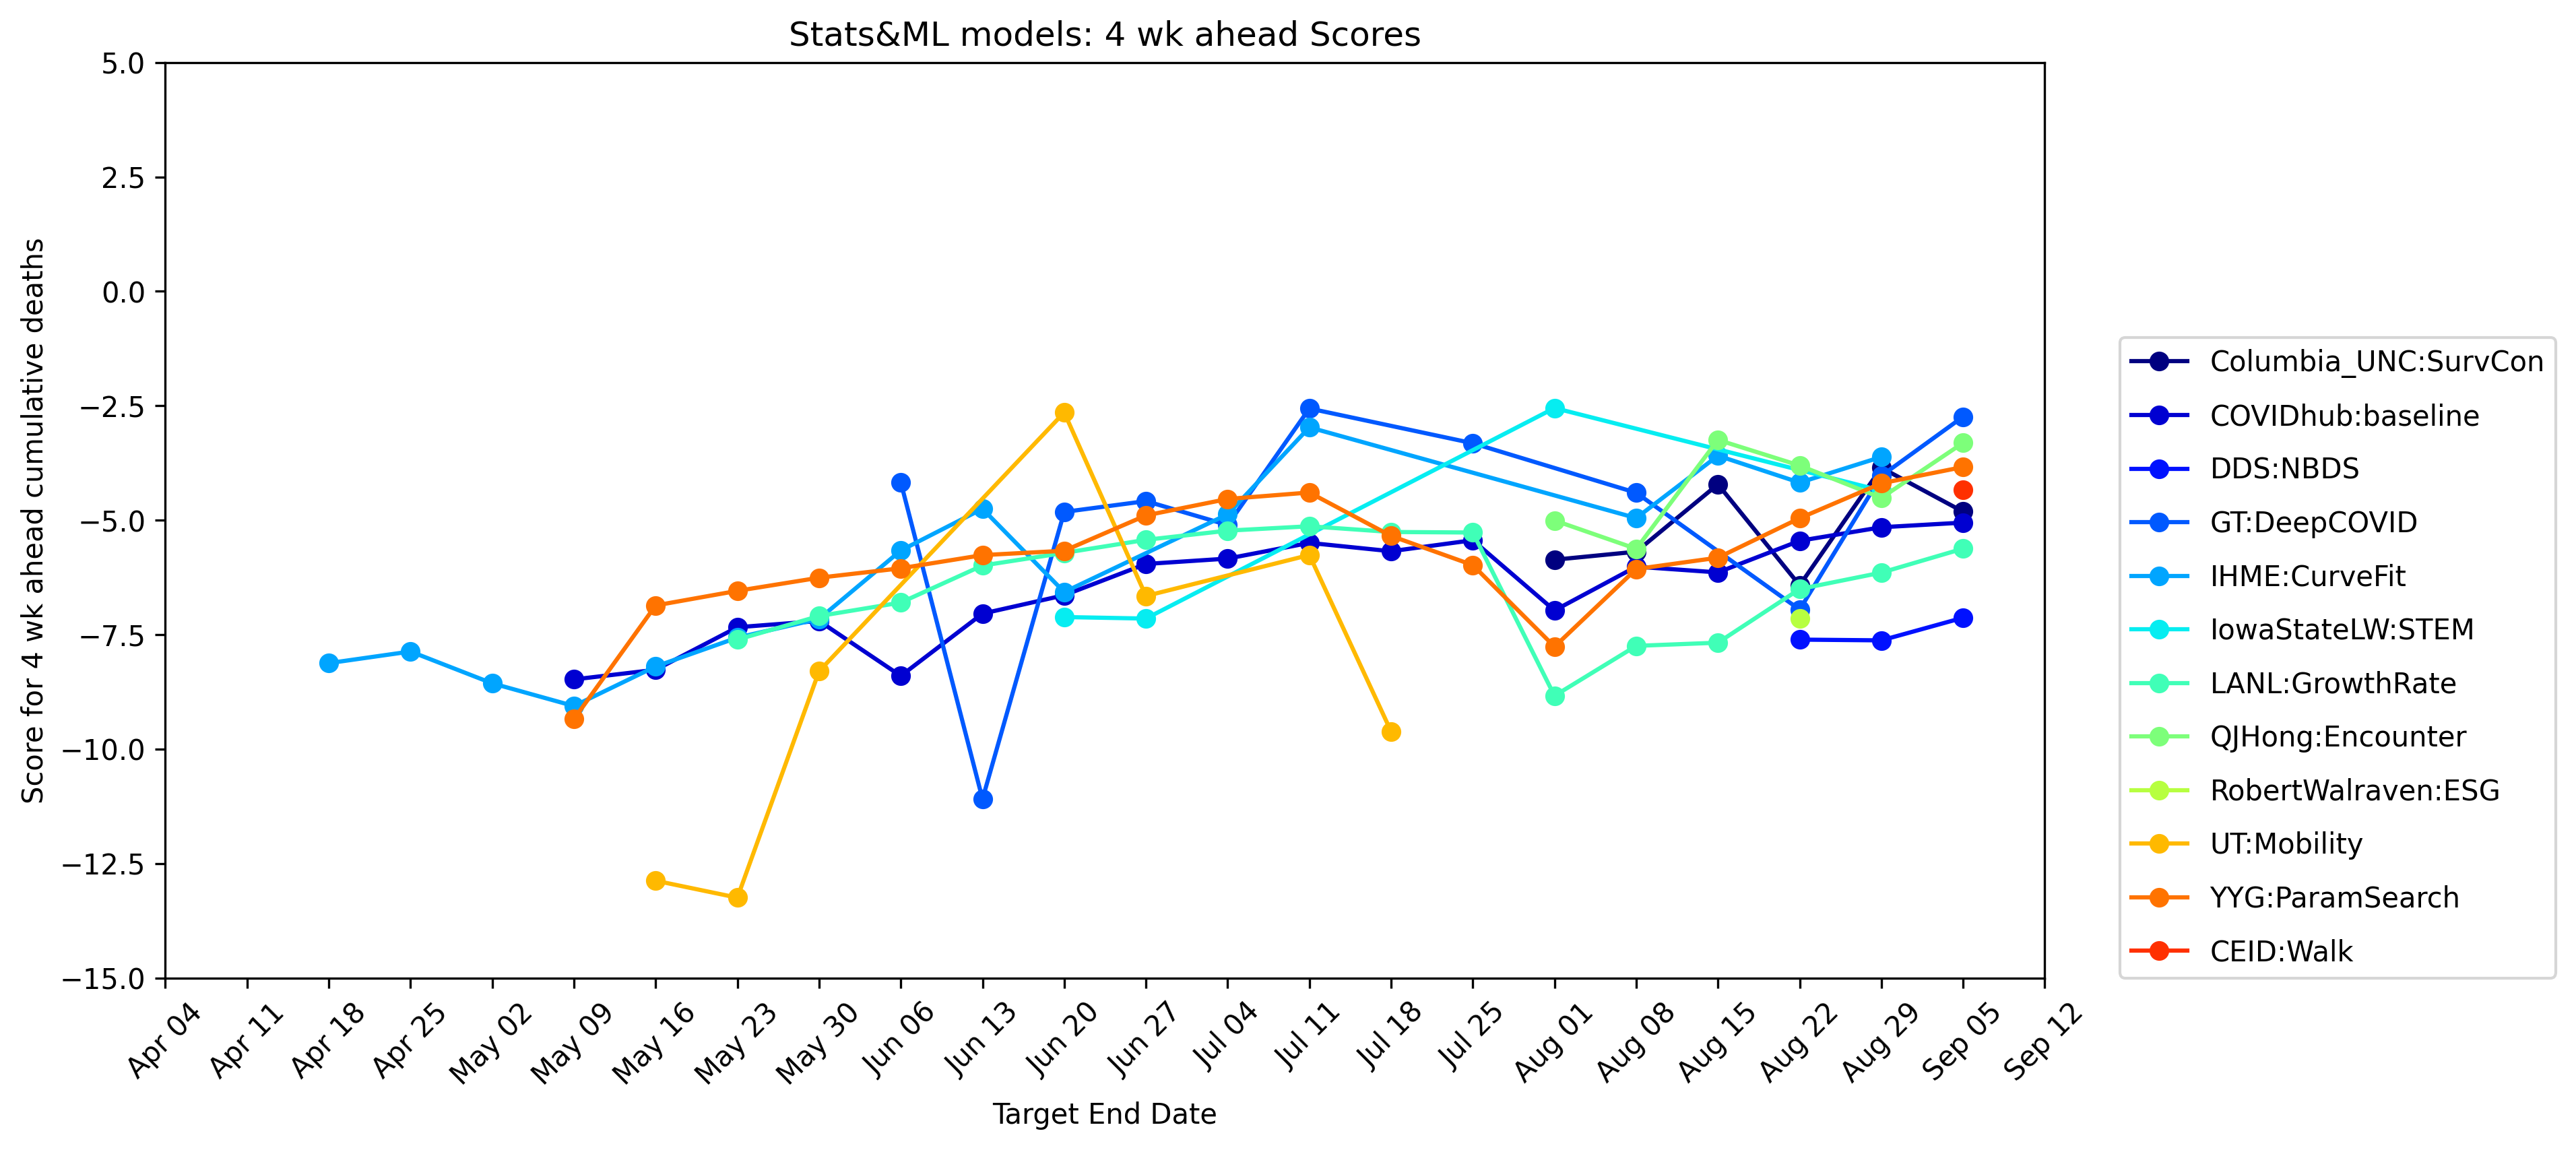 Stats&ML models: 4 wk ahead Scores
Score for 4 wk ahead cumulative deaths
5.0
2.5
0.0
−2.5
−5.0
−7.5
−10.0
−12.5
−15.0
Apr 04
Apr 11
Apr 18
Apr 25
May 02
May 09
May 16
May 23
May 30
Jun 06
Jun 13
Jun 20
Jun 27
Jul 04
Jul 11
Jul 18
Jul 25
Aug 01
Aug 08
Aug 15
Aug 22
Aug 29
Sep 05
Sep 12
Target End Date
Columbia_UNC:SurvCon
COVIDhub:baseline
DDS:NBDS
GT:DeepCOVID
IHME:CurveFit
IowaStateLW:STEM
LANL:GrowthRate
QJHong:Encounter
RobertWalraven:ESG
UT:Mobility
YYG:ParamSearch
CEID:Walk